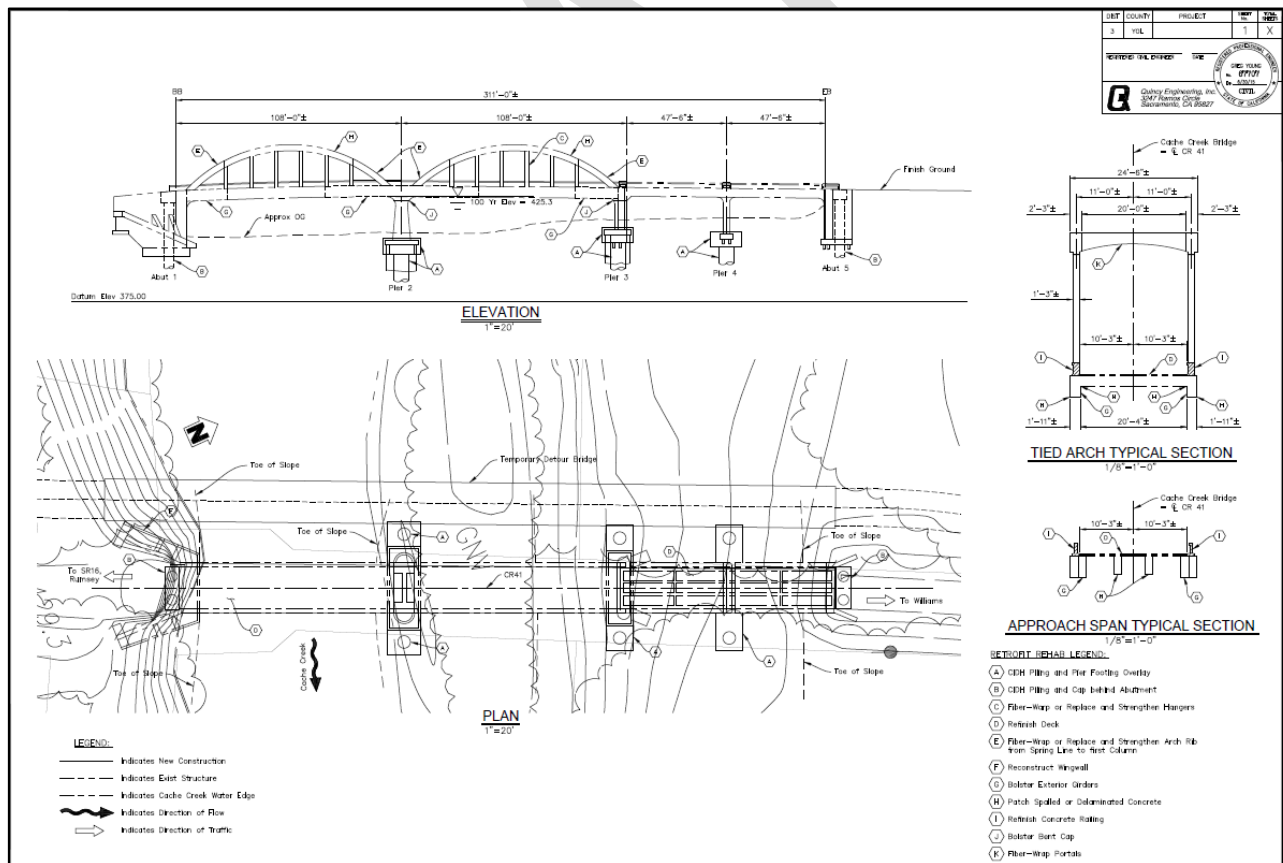 DIST COUNTY PROJECT SHEET No. TOTAL SHEETS
3 YOL 1 X
REGISTERED CIVIL ENGINEER DATE
REGISTERED PROFESSIONAL ENGINEER
GREG YOUNG
No.
CIVIL
STATE OF CALIFORNIA
Q
Quincy Engineering, Inc.
3247 Ramos Circle
Sacramento, CA 95827
BB
311'-0"±
EB
108'-0"±
108'-0"±
47'-6"±
47'-6"±
E
H
E
C
H
E
Finish Ground
G
Approx OG
G
J
100 Yr Elev = 425.3
J
G
A
A
A
B
B
Abut 1
Pier 2
Pier 3
Pier 4
Abut 5
Datum Elev 375.00
ELEVATION
1"=20'
Cache Creek Bridge
= ℄ CR 41
24'-6"±
11'-0"±
11'-0"±
2'-3"±
20'-0"±
2'-3"±
K
1'-3"±
10'-3"±
10'-3"±
I
D
I
H
H
H
H
G
G
1'-11"±
20'-4"±
1'-11"±
TIED ARCH TYPICAL SECTION
1/8"=1'-0"
N
Toe of Slope
Temporary Detour Bridge
F
Toe of Slope
A
Toe of Slope
To SR16,
Rumsey
B
D
B
CR41
To Williams
D
Cache Creek
A
A
A
Toe of Slope
Toe of Slope
PLAN
1"=20'
Cache Creek Bridge
= ℄ CR 41
10'-3"±
10'-3"±
I
D
I
G
H
G
APPROACH SPAN TYPICAL SECTION
1/8"=1'-0"
RETROFIT REHAB LEGEND:
A CIDH Piling and Pier Footing Overlay
B CIDH Piling and Cap behind Abutment
C Fiber-Warp or Replace and Strengthen Hangers
D Refinish Deck
E Fiber-Wrap or Replace and Strengthen Arch Rib
from Spring Line to first Column
F Reconstruct Wingwall
G Bolster Exterior Girders
H Patch Spalled or Delaminated Concrete
I Refinish Concrete Railing
J Bolster Bent Cap
K Fiber-Wrap Portals
LEGEND:
Indicates New Construction
Indicates Exist Structure
Indicates Cache Creek Water Edge
Indicates Direction of Flow
Indicates Direction of Traffic